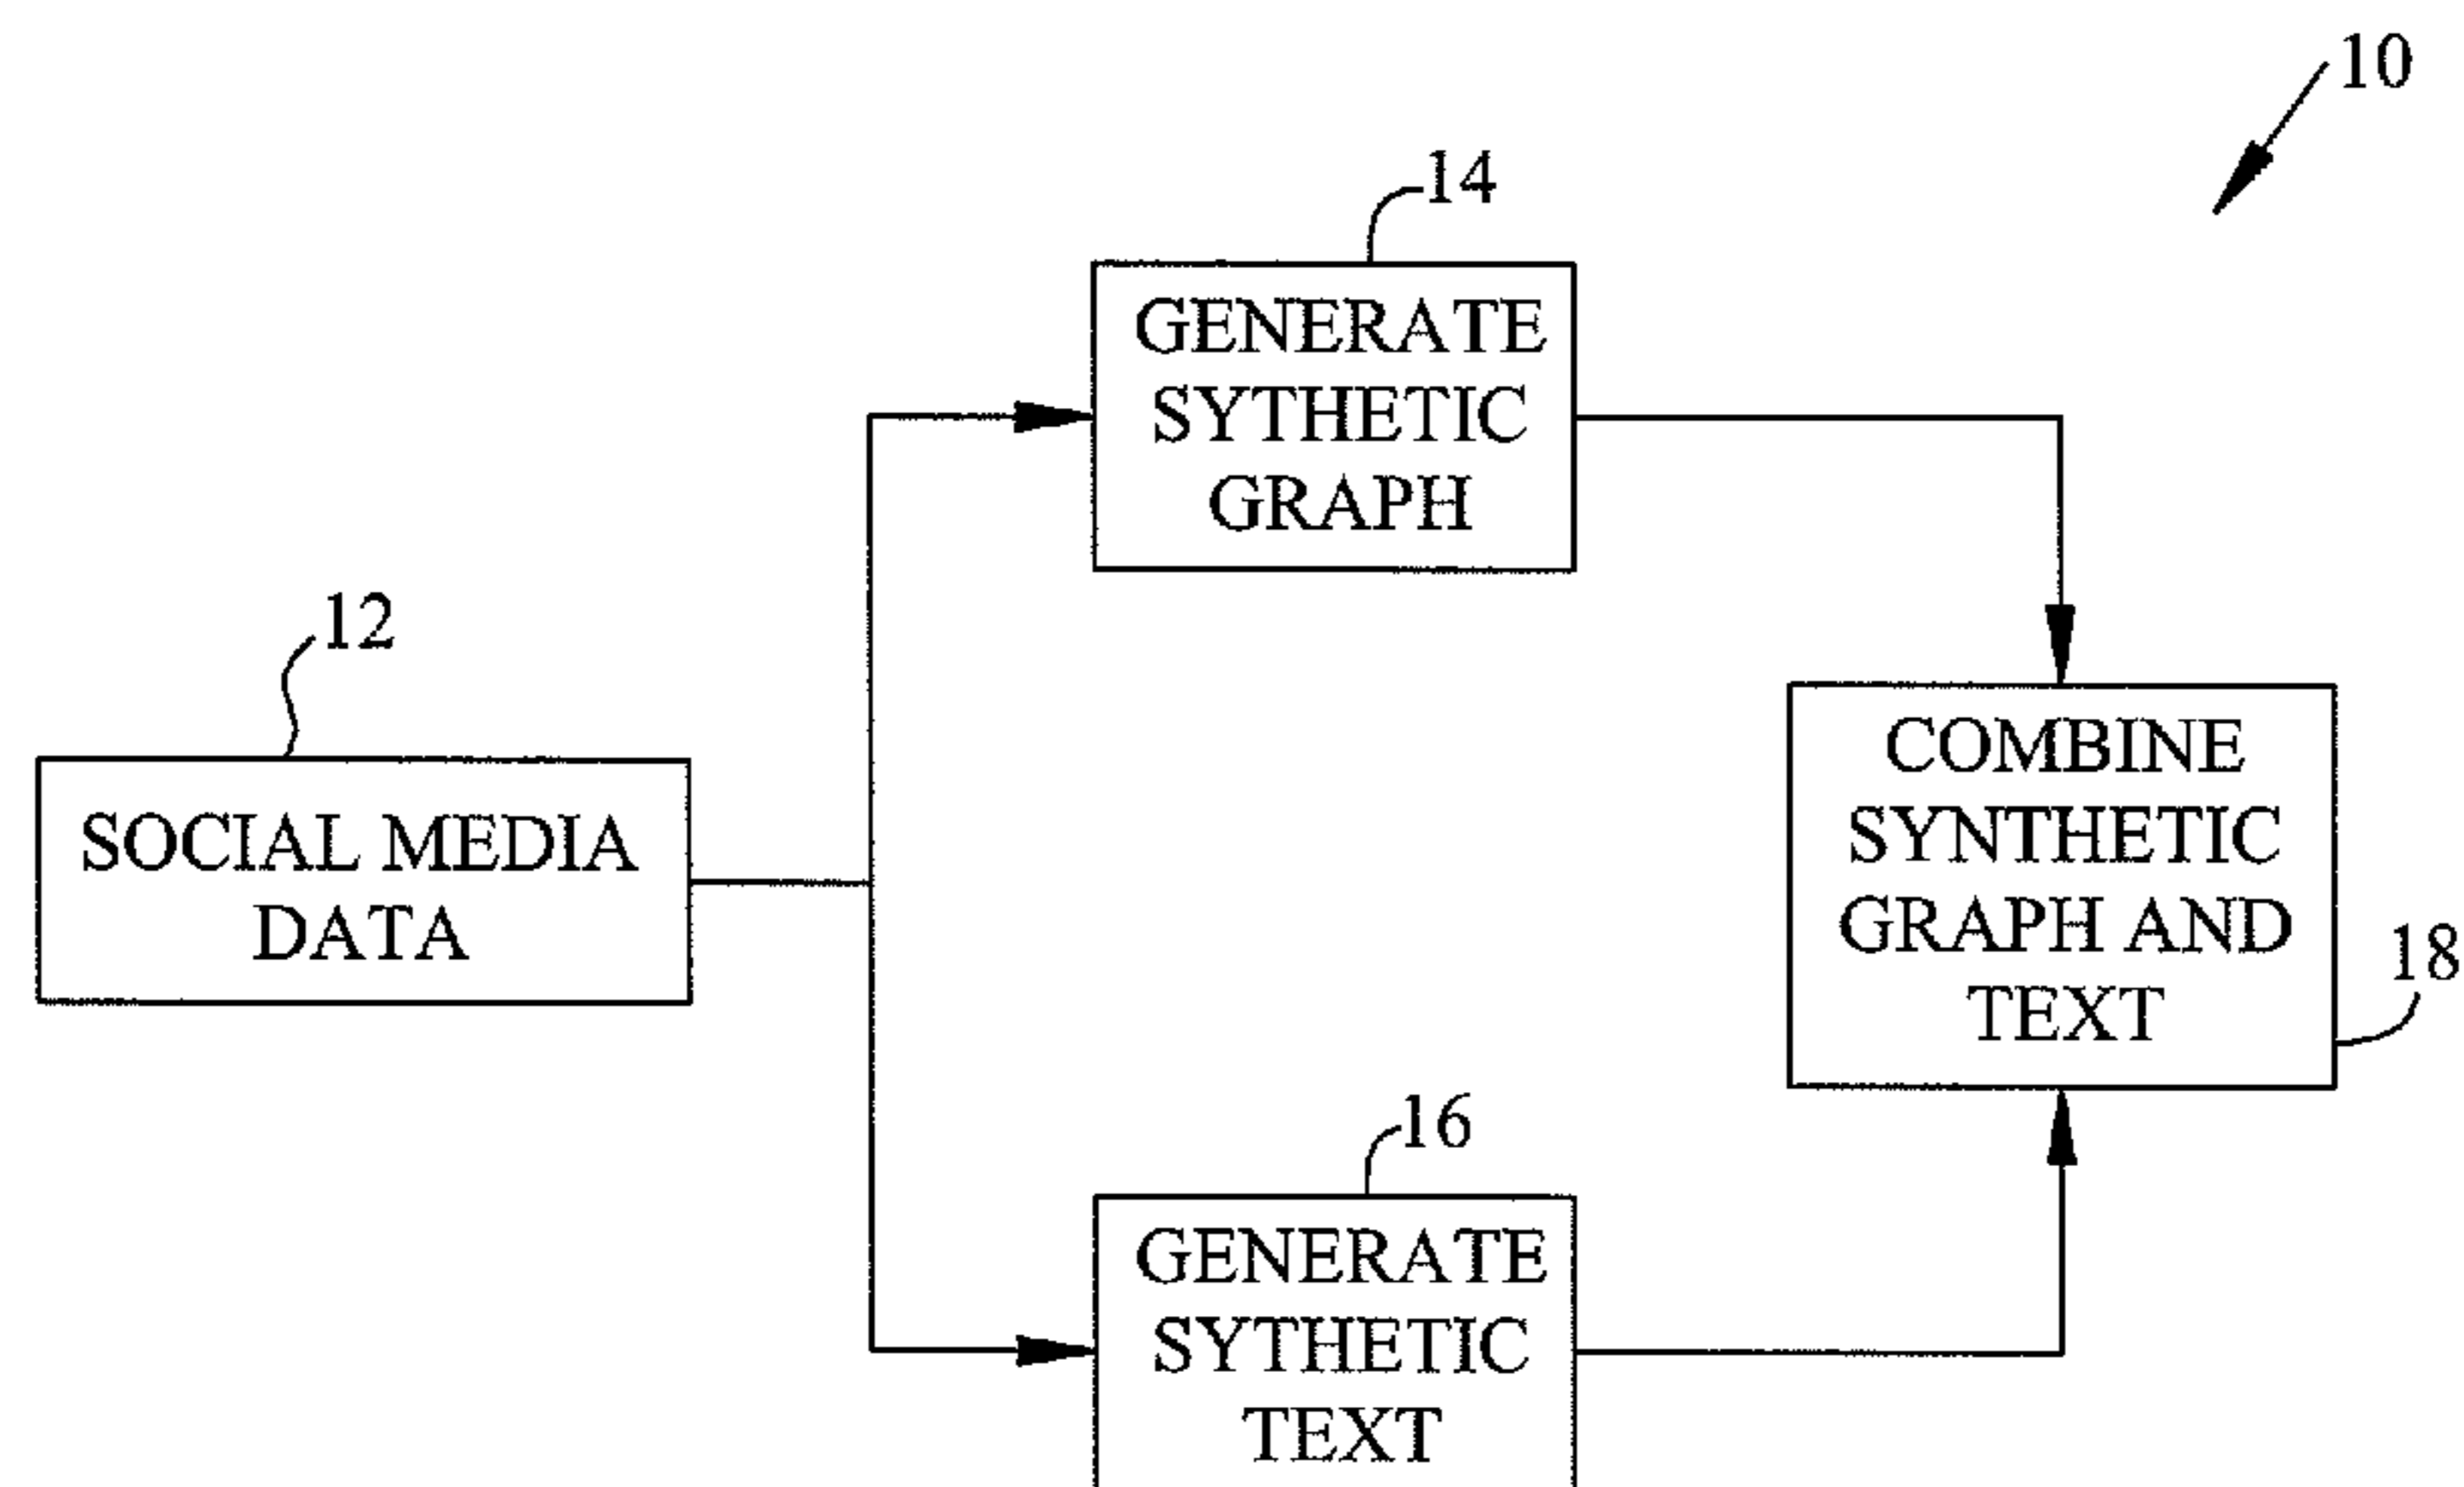 10
14
GENERATE
SYTHETIC
GRAPH
12
SOCIAL MEDIA
DATA
COMBINE
SYNTHETIC
GRAPH AND
TEXT
18
16
GENERATE
SYTHETIC
TEXT